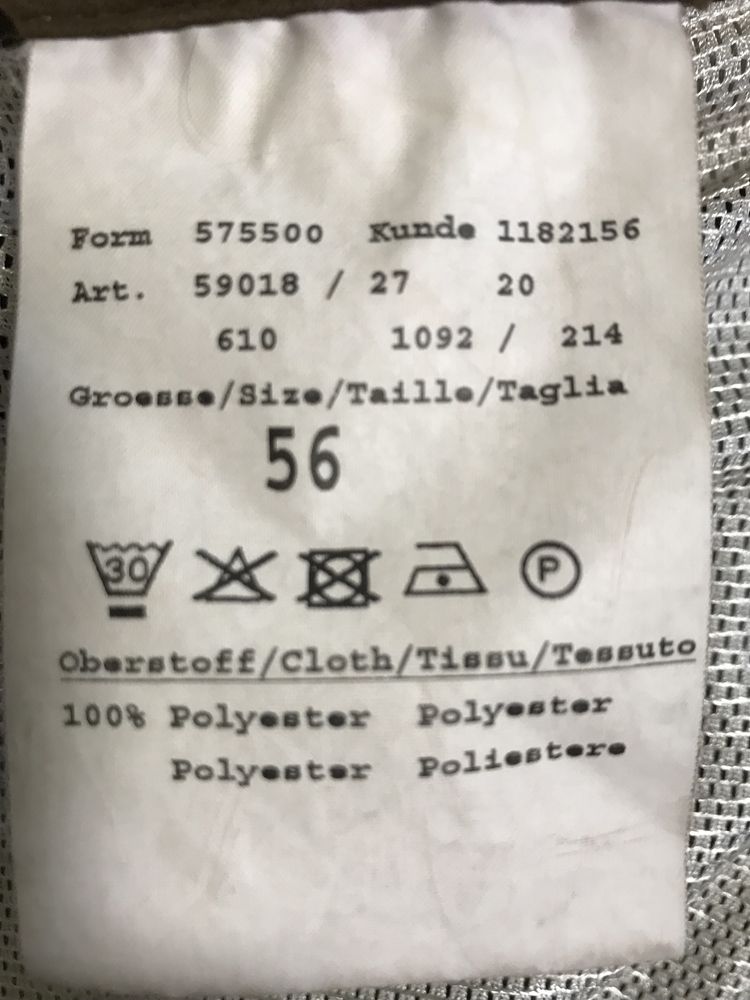 Form 575500 Kunde 1182156
Art. 59018 / 27 20
610 1092 / 214
Groesse/Size/Taille/Taglia
56
30 P
Oberstoff/Cloth/Tissu/Tessuto
100% Polyester Polyester
Polyester Poliestere